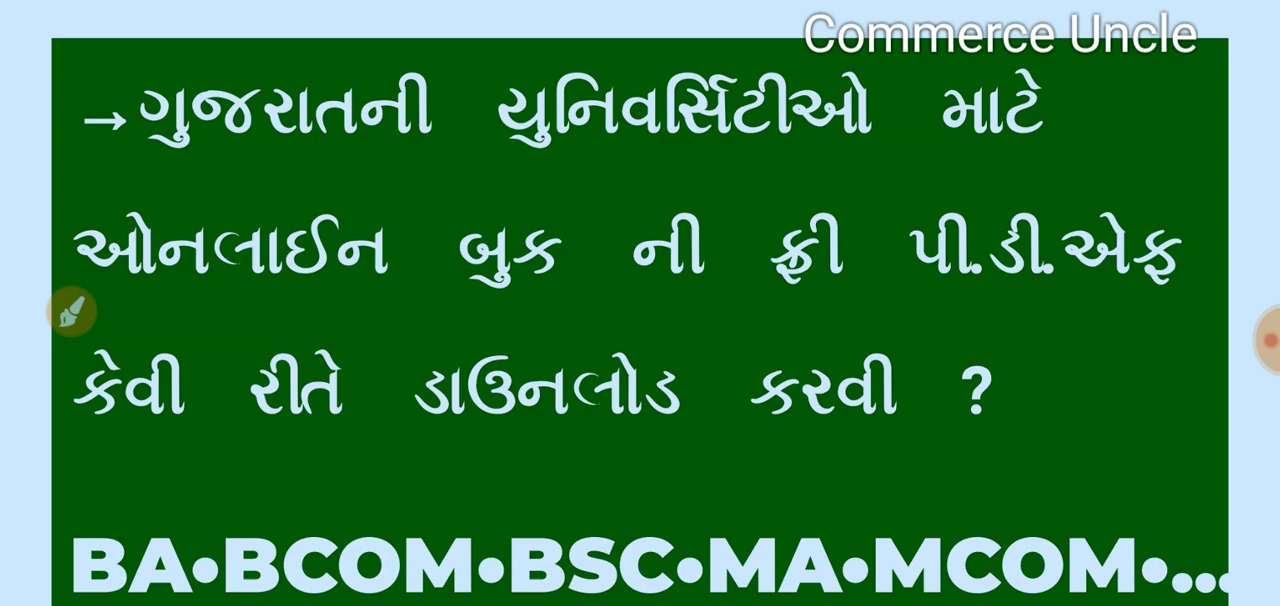 Commerce Uncle
→ગુજરાતની યુનિવર્સિટીઓ માટે
ઓનલાઈન બુક ની ફ્રી પી.ડી.એફ
કેવી રીતે ડાઉનલોડ કરવી ?
BA•BCOM•BSC•MA•MCOM•...